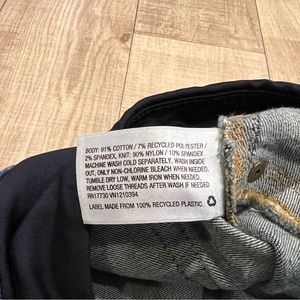 BODY: 91% COTTON / 7% RECYCLED POLYESTER /
2% SPANDEX, KNIT: 90% NYLON / 10% SPANDEX
MACHINE WASH COLD SEPARATELY, WASH INSIDE
OUT, ONLY NON-CHLORINE BLEACH WHEN NEEDED,
TUMBLE DRY LOW, WARM IRON WHEN NEEDED
REMOVE LOOSE THREADS AFTER WASH IF NEEDED
RN17730 VN1210394
LABEL MADE FROM 100% RECYCLED PLASTIC